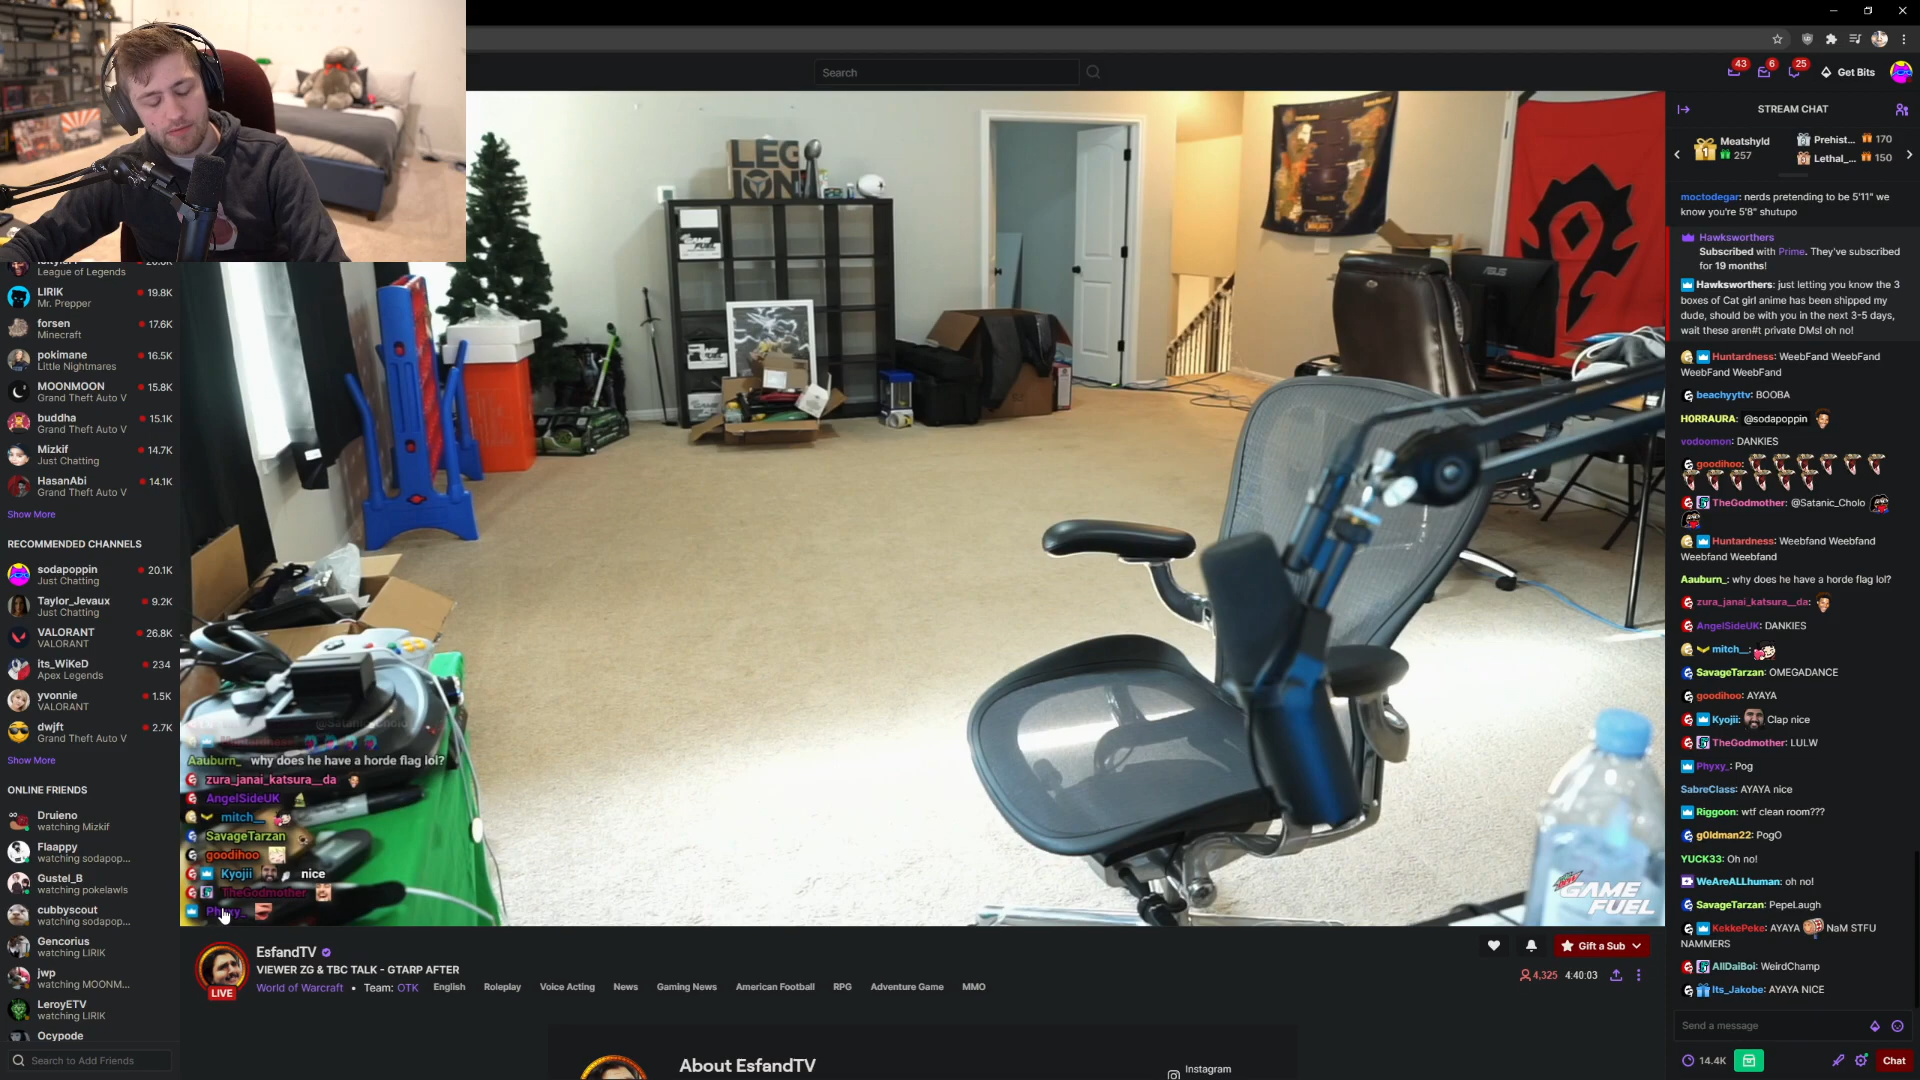 Search
43
6
25
Get Bits
League of Legends
LIRIK
19.8K
Mr. Prepper
forsen
17.6K
Minecraft
pokimane
16.5K
Little Nightmares
MOONMOON
15.8K
Grand Theft Auto V
buddha
15.1K
Grand Theft Auto V
Mizkif
14.7K
Just Chatting
HasanAbi
14.1K
Grand Theft Auto V
Show More
RECOMMENDED CHANNELS
sodapoppin
20.1K
Just Chatting
Taylor_Jevaux
9.2K
Just Chatting
VALORANT
26.8K
VALORANT
its_WiKeD
234
Apex Legends
yvonnie
1.5K
VALORANT
dwjft
2.7K
Grand Theft Auto V
Show More
ONLINE FRIENDS
Druieno
watching Mizkif
Flaappy
watching sodapop...
Gustel_B
watching pokelawls
cubbyscout
watching sodapop...
Gencorius
watching LIRIK
jwp
watching MOONM...
LeroyETV
watching LIRIK
Ocypode
Search to Add Friends
LEG
ION
GAME
FUEL
ASUS
@Satanic_Cholo
Aauburn_ why does he have a horde flag lol?
zura_janai_katsura__da
AngelSideUK
mitch__
SavageTarzan
goodihoo
Kyojii nice
TheGodmother
Phyxy_
GAME
FUEL
EsfandTV
LIVE
VIEWER ZG & TBC TALK - GTARP AFTER
World of Warcraft • Team: OTK English Roleplay Voice Acting News Gaming News American Football RPG Adventure Game MMO
Gift a Sub
4,325 4:40:03
About EsfandTV
Instagram
STREAM CHAT
1
Meatshyld
257
Prehist... 170
Lethal_... 150
moctodegar: nerds pretending to be 5'11" we
know you're 5'8" shutupo
Hawksworthers
Subscribed with Prime. They've subscribed
for 19 months!
Hawksworthers: just letting you know the 3
boxes of Cat girl anime has been shipped my
dude, should be with you in the next 3-5 days,
wait these aren#t private DMs! oh no!
Huntardness: WeebFand WeebFand
WeebFand WeebFand
beachyyttv: BOOBA
HORRAURA: @sodapoppin
vodoomon: DANKIES
goodihoo:
TheGodmother: @Satanic_Cholo
Huntardness: Weebfand Weebfand
Weebfand Weebfand
Aauburn_: why does he have a horde flag lol?
zura_janai_katsura__da:
AngelSideUK: DANKIES
mitch__:
SavageTarzan: OMEGADANCE
goodihoo: AYAYA
Kyojii: Clap nice
TheGodmother: LULW
Phyxy_: Pog
SabreClass: AYAYA nice
Riggoon: wtf clean room???
g0ldman22: PogO
YUCK33: Oh no!
WeAreALLhuman: oh no!
SavageTarzan: PepeLaugh
KekkePeke: AYAYA NaM STFU
NAMMERS
AllDaiBoi: WeirdChamp
Its_Jakobe: AYAYA NICE
Send a message
14.4K
Chat